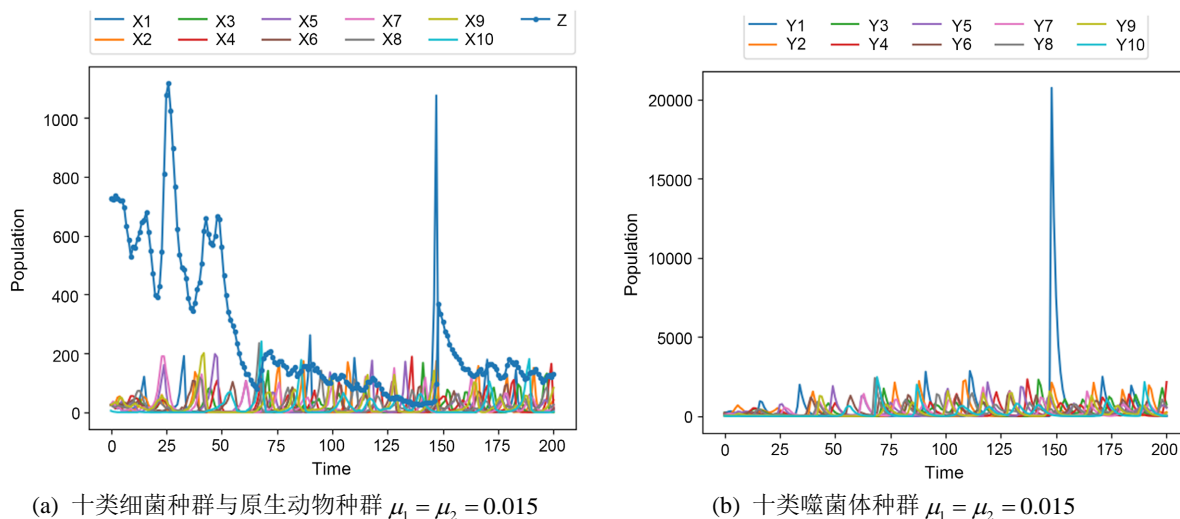 X1 X3 X5 X7 X9 Z
X2 X4 X6 X8 X10
Y1 Y3 Y5 Y7 Y9
Y2 Y4 Y6 Y8 Y10
Population
1000
800
600
400
200
0
0 25 50 75 100 125 150 175 200
Time
Population
20000
15000
10000
5000
0
0 25 50 75 100 125 150 175 200
Time
(a) 十类细菌种群与原生动物种群 μ₁ = μ₂ = 0.015
(b) 十类噬菌体种群 μ₁ = μ₂ = 0.015